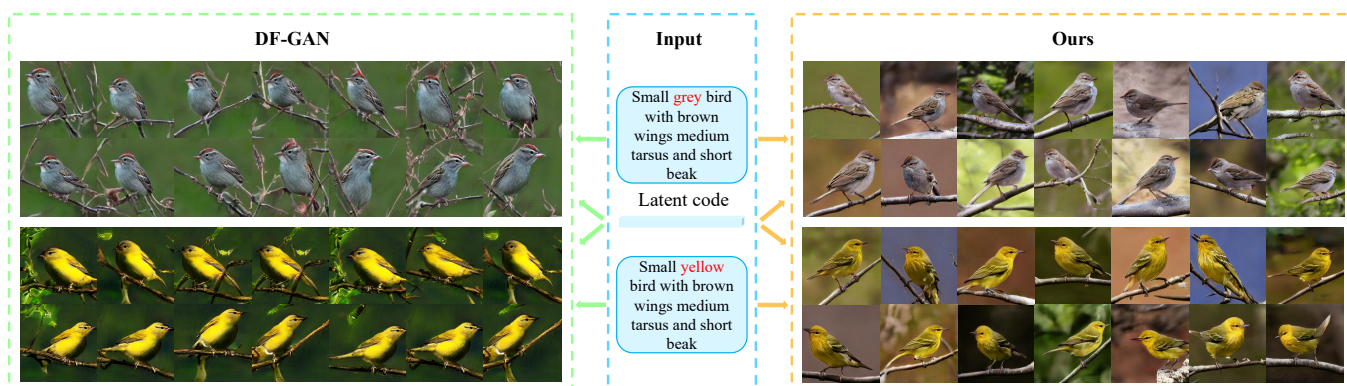 DF-GAN
Input
Ours
Small grey bird
with brown
wings medium
tarsus and short
beak
Latent code
Small yellow
bird with brown
wings medium
tarsus and short
beak